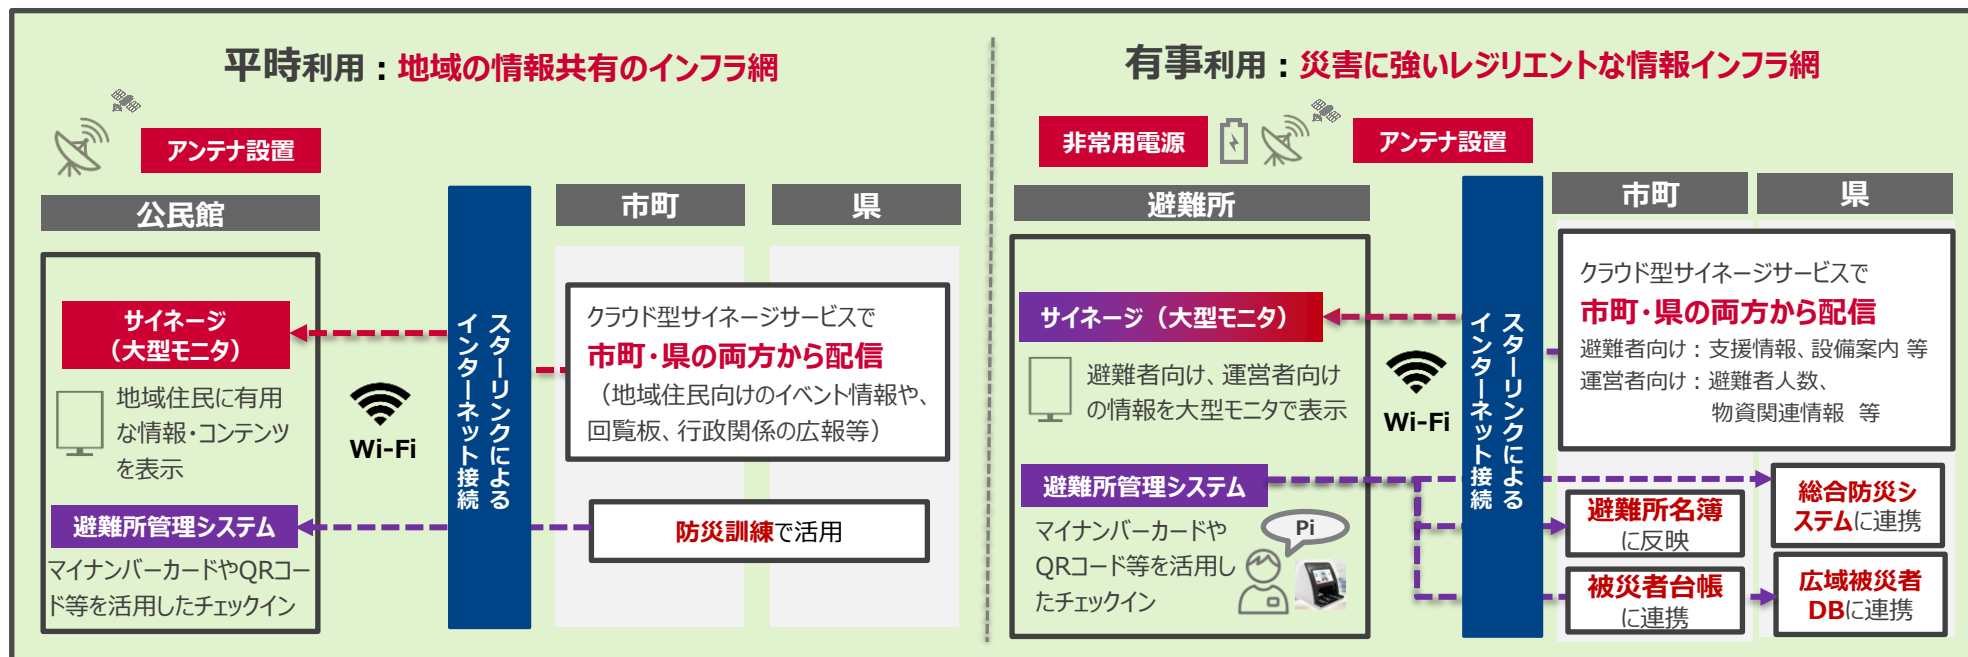 平時利用：地域の情報共有のインフラ網
アンテナ設置
公民館
サイネージ
（大型モニタ）
地域住民に有用
な情報・コンテンツ
を表示
避難所管理システム
マイナンバーカードやQRコー
ド等を活用したチェックイン
Wi-Fi
スターリンクによる
インターネット接続
市町
県
クラウド型サイネージサービスで
市町・県の両方から配信
（地域住民向けのイベント情報や、
回覧板、行政関係の広報等）
防災訓練で活用
有事利用：災害に強いレジリエントな情報インフラ網
非常用電源
アンテナ設置
避難所
サイネージ（大型モニタ）
避難者向け、運営者向け
の情報を大型モニタで表示
避難所管理システム
マイナンバーカードや
QRコード等を活用し
たチェックイン
Pi
Wi-Fi
スターリンクによる
インターネット接続
市町
県
クラウド型サイネージサービスで
市町・県の両方から配信
避難者向け：支援情報、設備案内 等
運営者向け：避難者人数、
物資関連情報 等
避難所名簿
に反映
総合防災シ
ステムに連携
被災者台帳
に連携
広域被災者
DBに連携